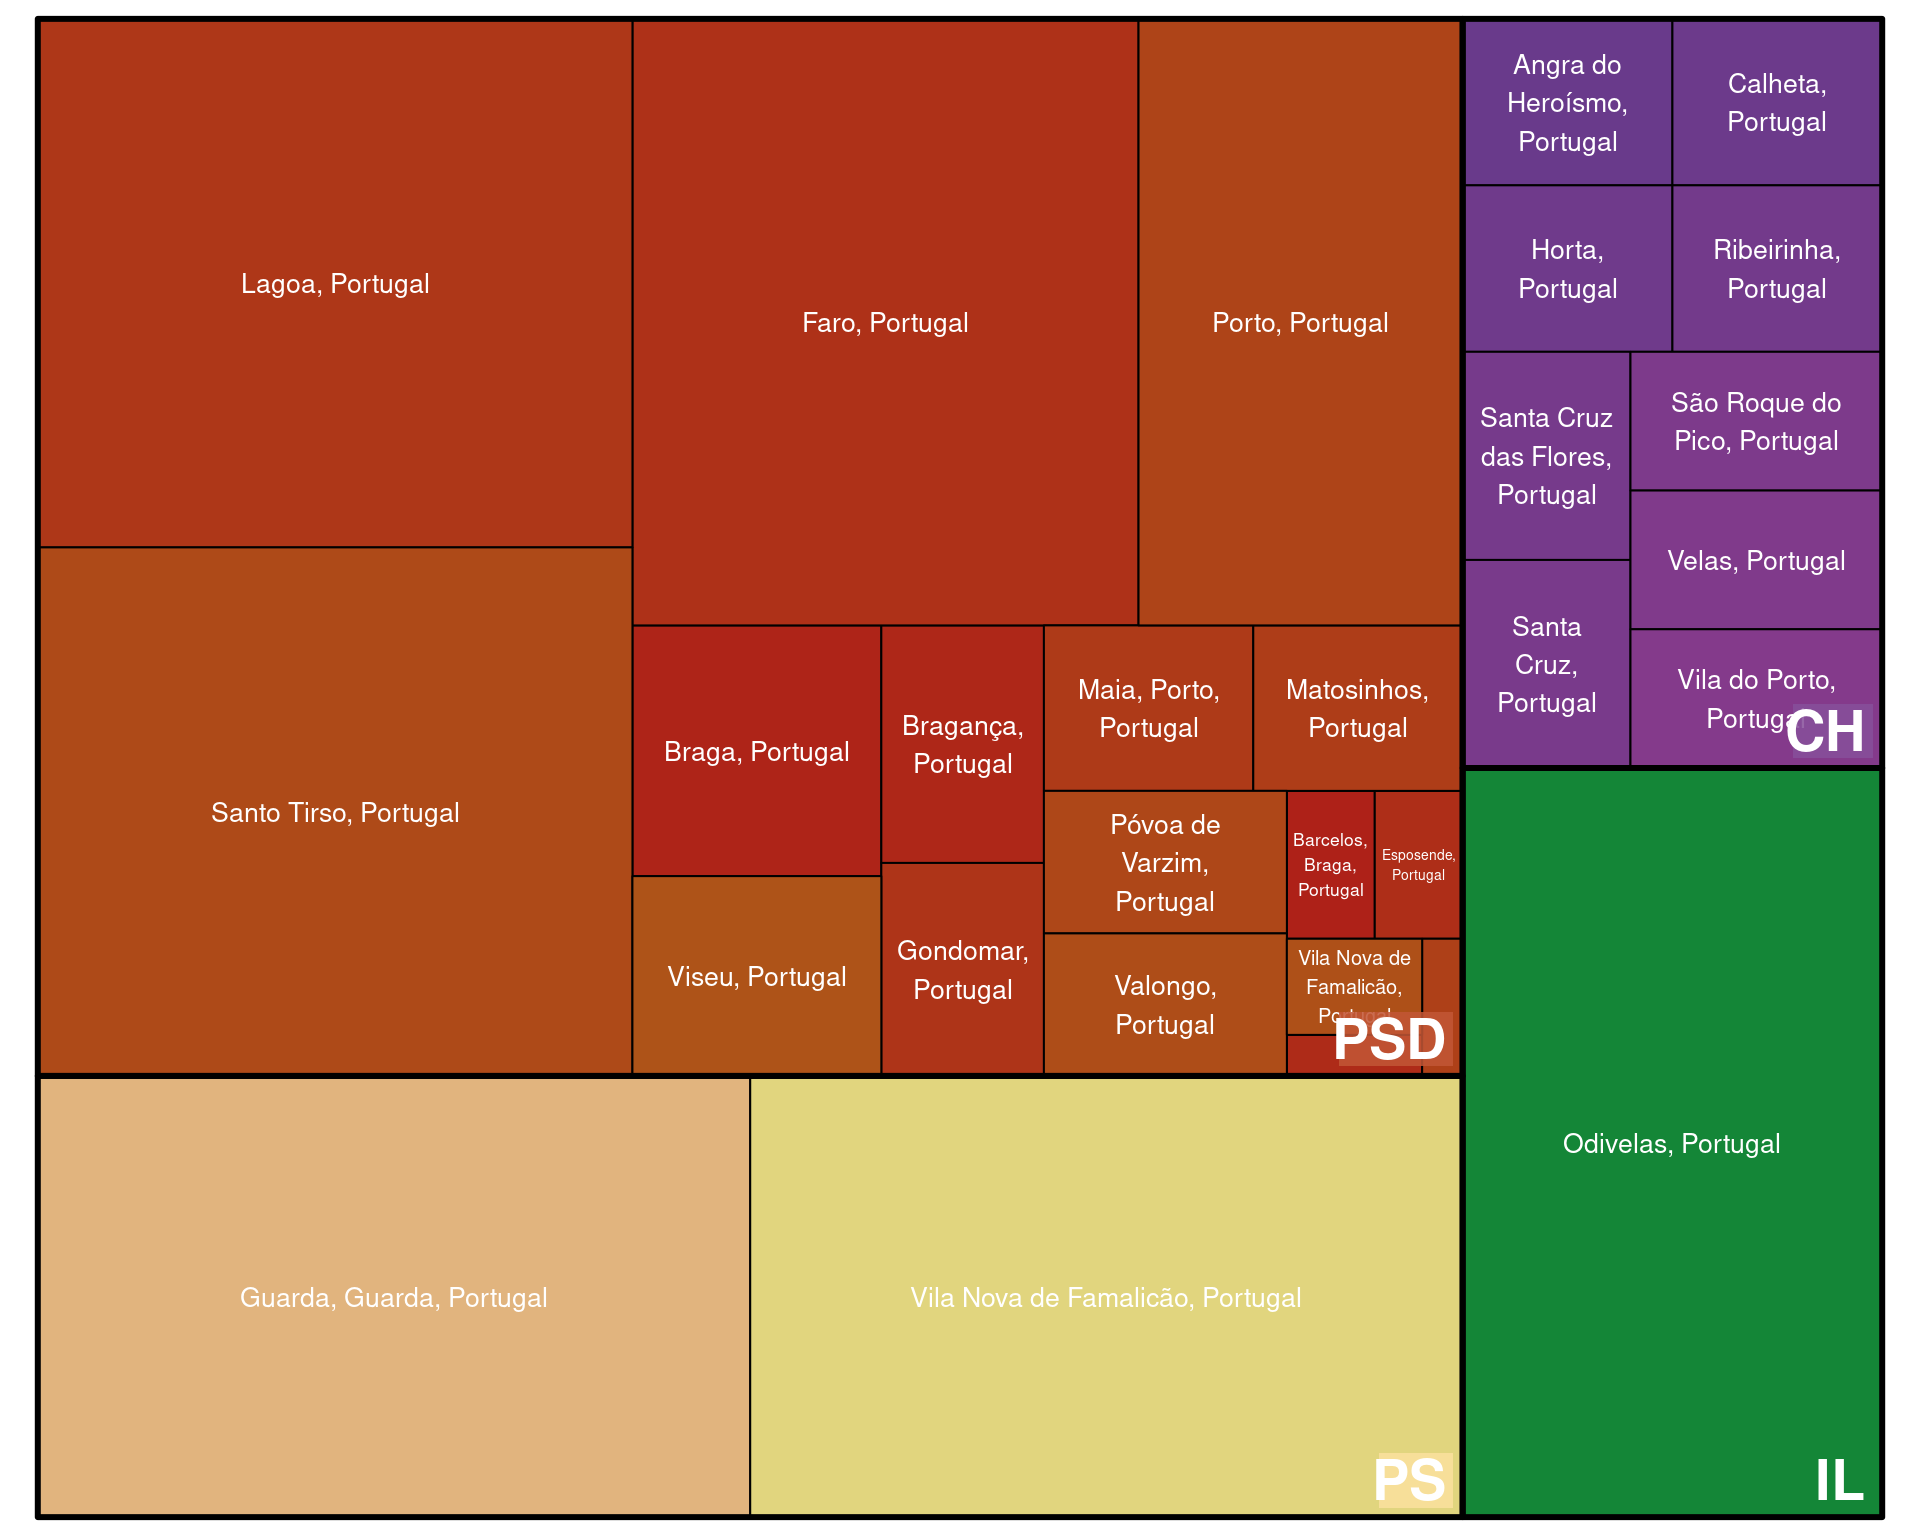 Lagoa, Portugal
Santo Tirso, Portugal
Faro, Portugal
Porto, Portugal
Braga, Portugal
Viseu, Portugal
Bragança,
Portugal
Gondomar,
Portugal
Maia, Porto,
Portugal
Matosinhos,
Portugal
Póvoa de
Varzim,
Portugal
Valongo,
Portugal
Barcelos,
Braga,
Portugal
Esposende,
Portugal
Vila Nova de
Famalicão,
Portugal
PSD
Guarda, Guarda, Portugal
Vila Nova de Famalicão, Portugal
PS
Angra do
Heroísmo,
Portugal
Calheta,
Portugal
Horta,
Portugal
Ribeirinha,
Portugal
Santa Cruz
das Flores,
Portugal
São Roque do
Pico, Portugal
Velas, Portugal
Santa
Cruz,
Portugal
Vila do Porto,
Portugal
CH
Odivelas, Portugal
IL